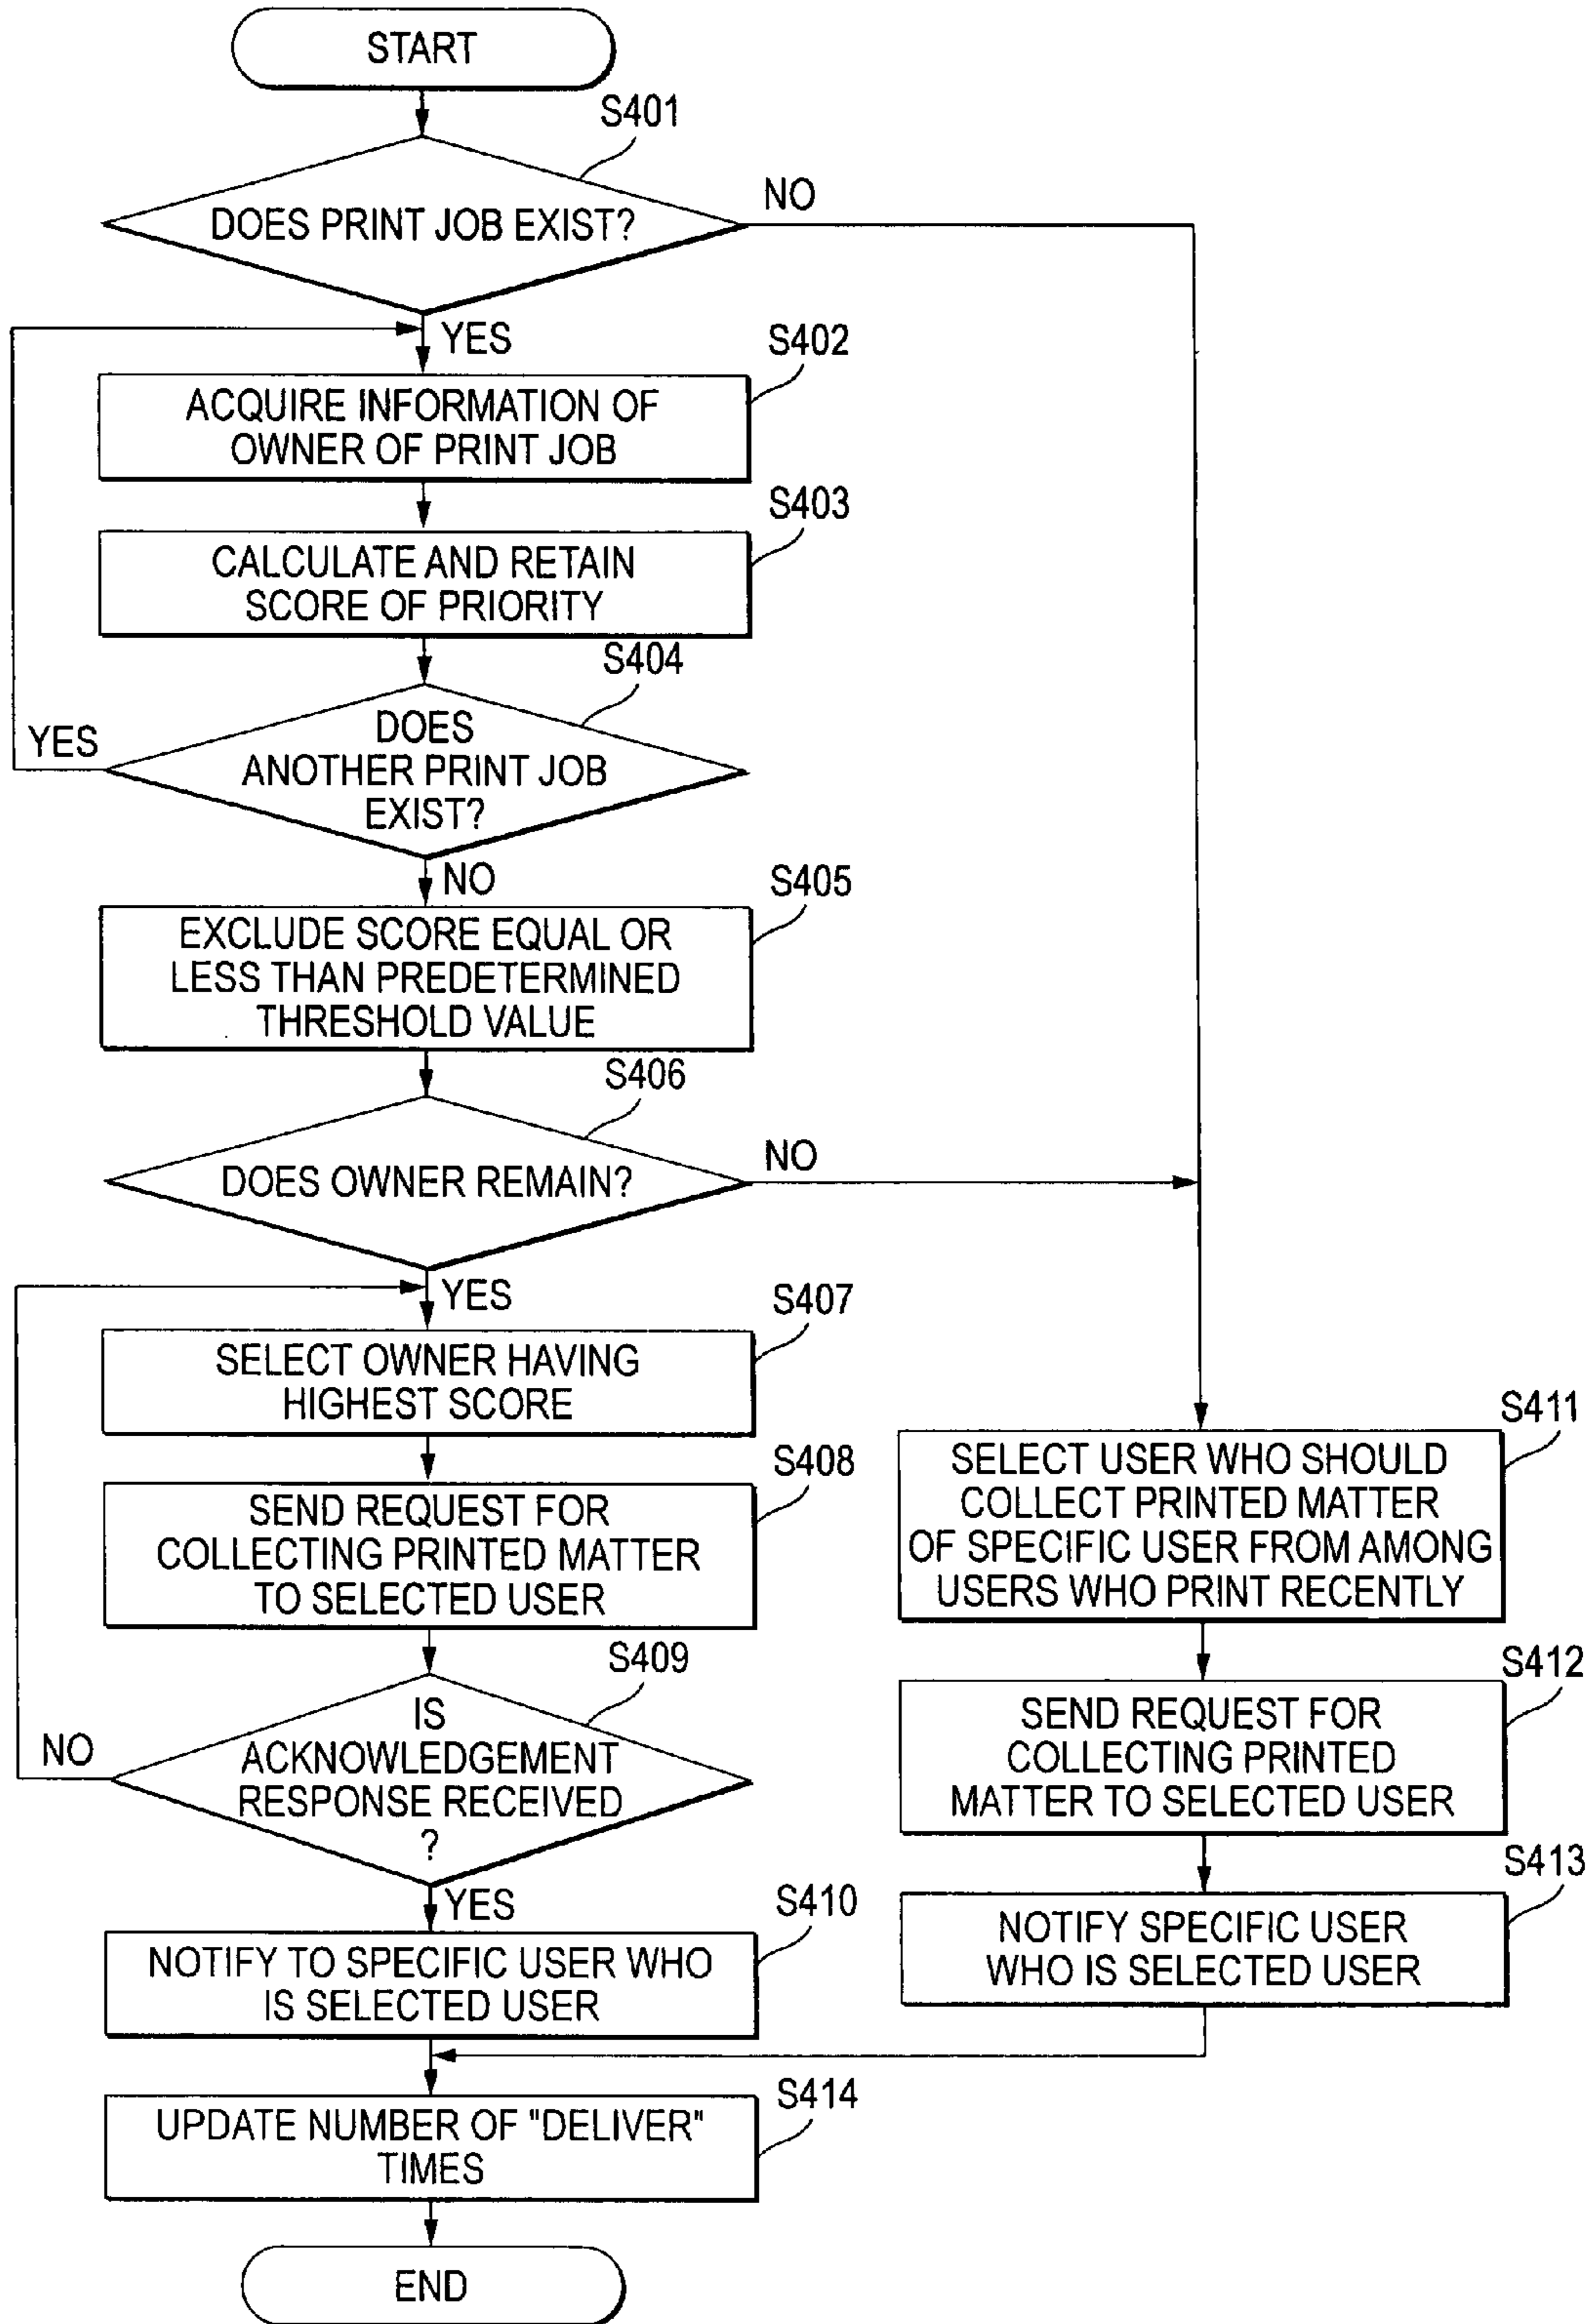 START
S401
DOES PRINT JOB EXIST?
NO
YES
S402
ACQUIRE INFORMATION OF
OWNER OF PRINT JOB
S403
CALCULATE AND RETAIN
SCORE OF PRIORITY
S404
DOES
ANOTHER PRINT JOB
EXIST?
YES
NO
S405
EXCLUDE SCORE EQUAL OR
LESS THAN PREDETERMINED
THRESHOLD VALUE
S406
DOES OWNER REMAIN?
NO
YES
S407
SELECT OWNER HAVING
HIGHEST SCORE
S408
SEND REQUEST FOR
COLLECTING PRINTED MATTER
TO SELECTED USER
S409
IS
ACKNOWLEDGEMENT
RESPONSE RECEIVED
?
NO
YES
S410
NOTIFY TO SPECIFIC USER WHO
IS SELECTED USER
S411
SELECT USER WHO SHOULD
COLLECT PRINTED MATTER
OF SPECIFIC USER FROM AMONG
USERS WHO PRINT RECENTLY
S412
SEND REQUEST FOR
COLLECTING PRINTED
MATTER TO SELECTED USER
S413
NOTIFY SPECIFIC USER
WHO IS SELECTED USER
S414
UPDATE NUMBER OF "DELIVER"
TIMES
END